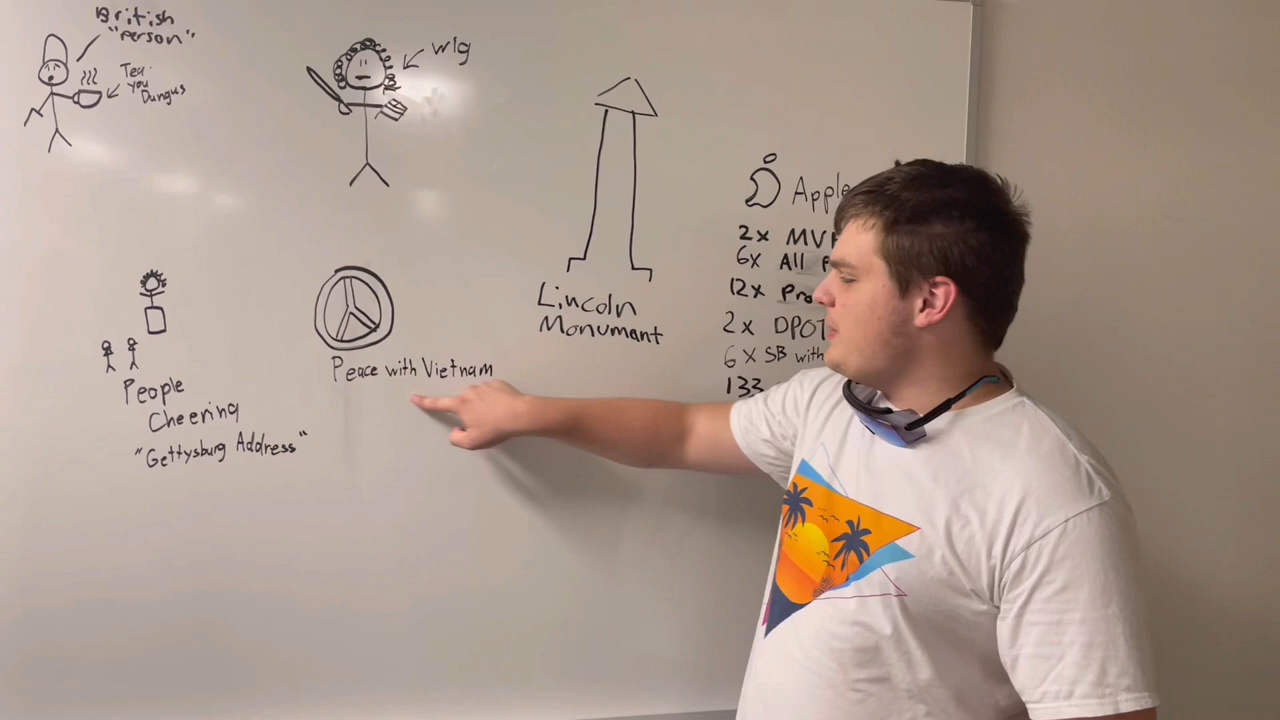 British
"Person"
Tea
you
Dungus
wig
Lincoln
Monumant
Apple
2x MVP
6x All
12x Pro
2x DPOT
6x SB with
133
Peace with Vietnam
People
Cheering
"Gettysburg Address"